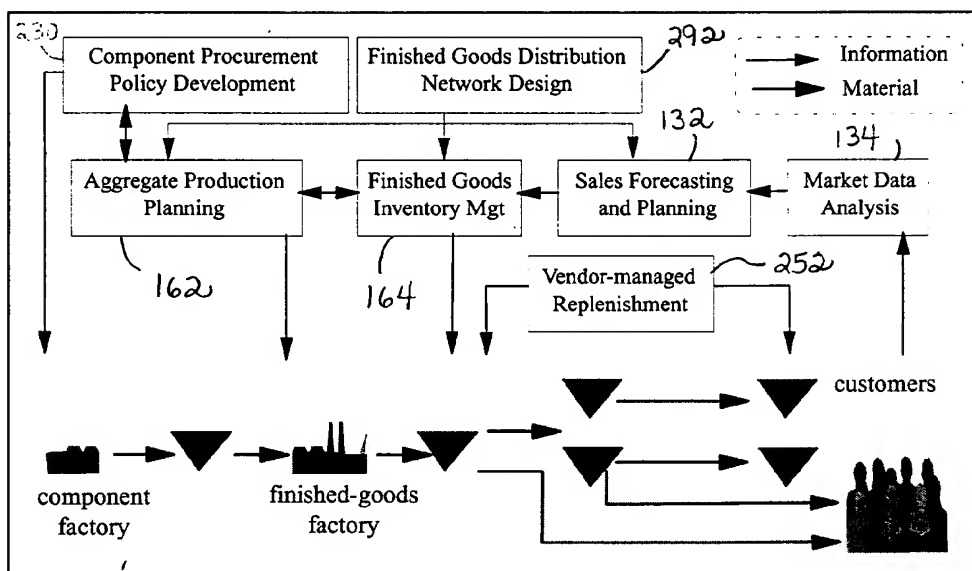 230
Component Procurement
Policy Development
Finished Goods Distribution
Network Design
292
Information
Material
132
134
Aggregate Production
Planning
Finished Goods
Inventory Mgt
Sales Forecasting
and Planning
Market Data
Analysis
162
164
Vendor-managed
Replenishment
252
customers
component
factory
finished-goods
factory